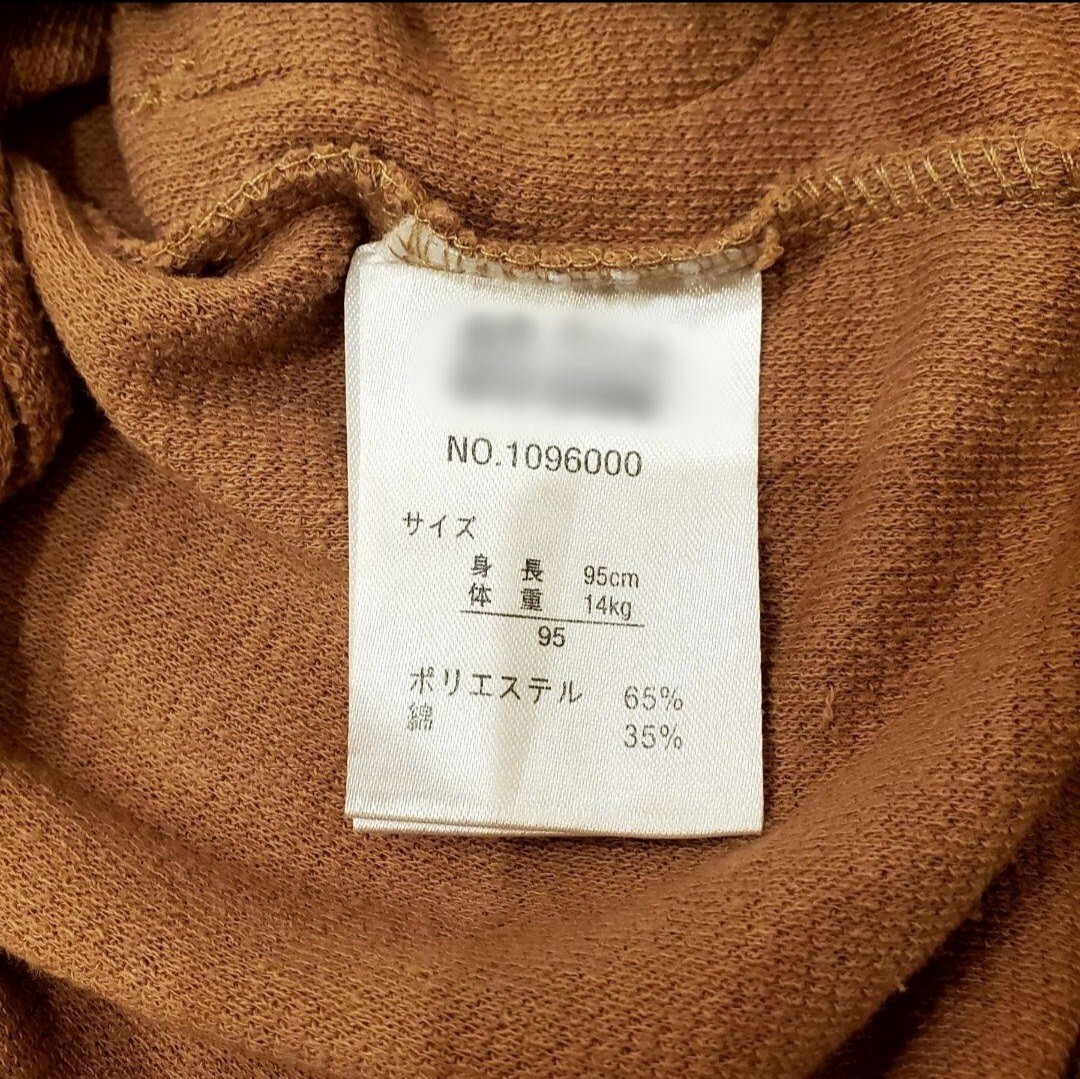 NO.1096000
サイズ
身 長 95cm
体 重 14kg
95
ポリエステル 65%
綿 35%